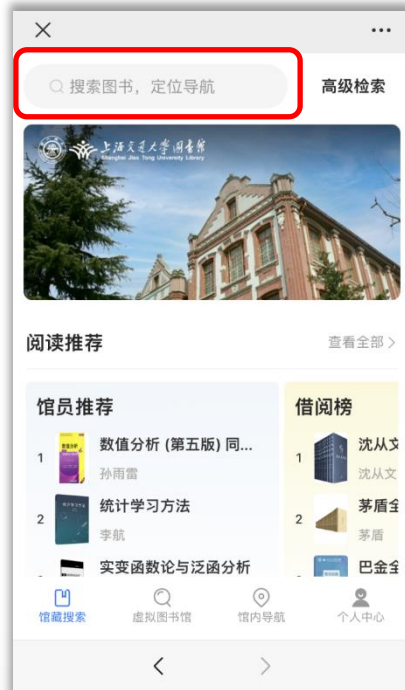 搜索图书，定位导航
高级检索
上海交通大学图书馆
Shanghai Jiao Tong University Library
阅读推荐
查看全部 >
馆员推荐
1
数值分析 (第五版) 同...
孙雨雷
2
统计学习方法
李航
实变函数论与泛函分析
借阅榜
1
沈从文
沈从文
2
茅盾全
茅盾
巴金全
馆藏搜索
虚拟图书馆
馆内导航
个人中心